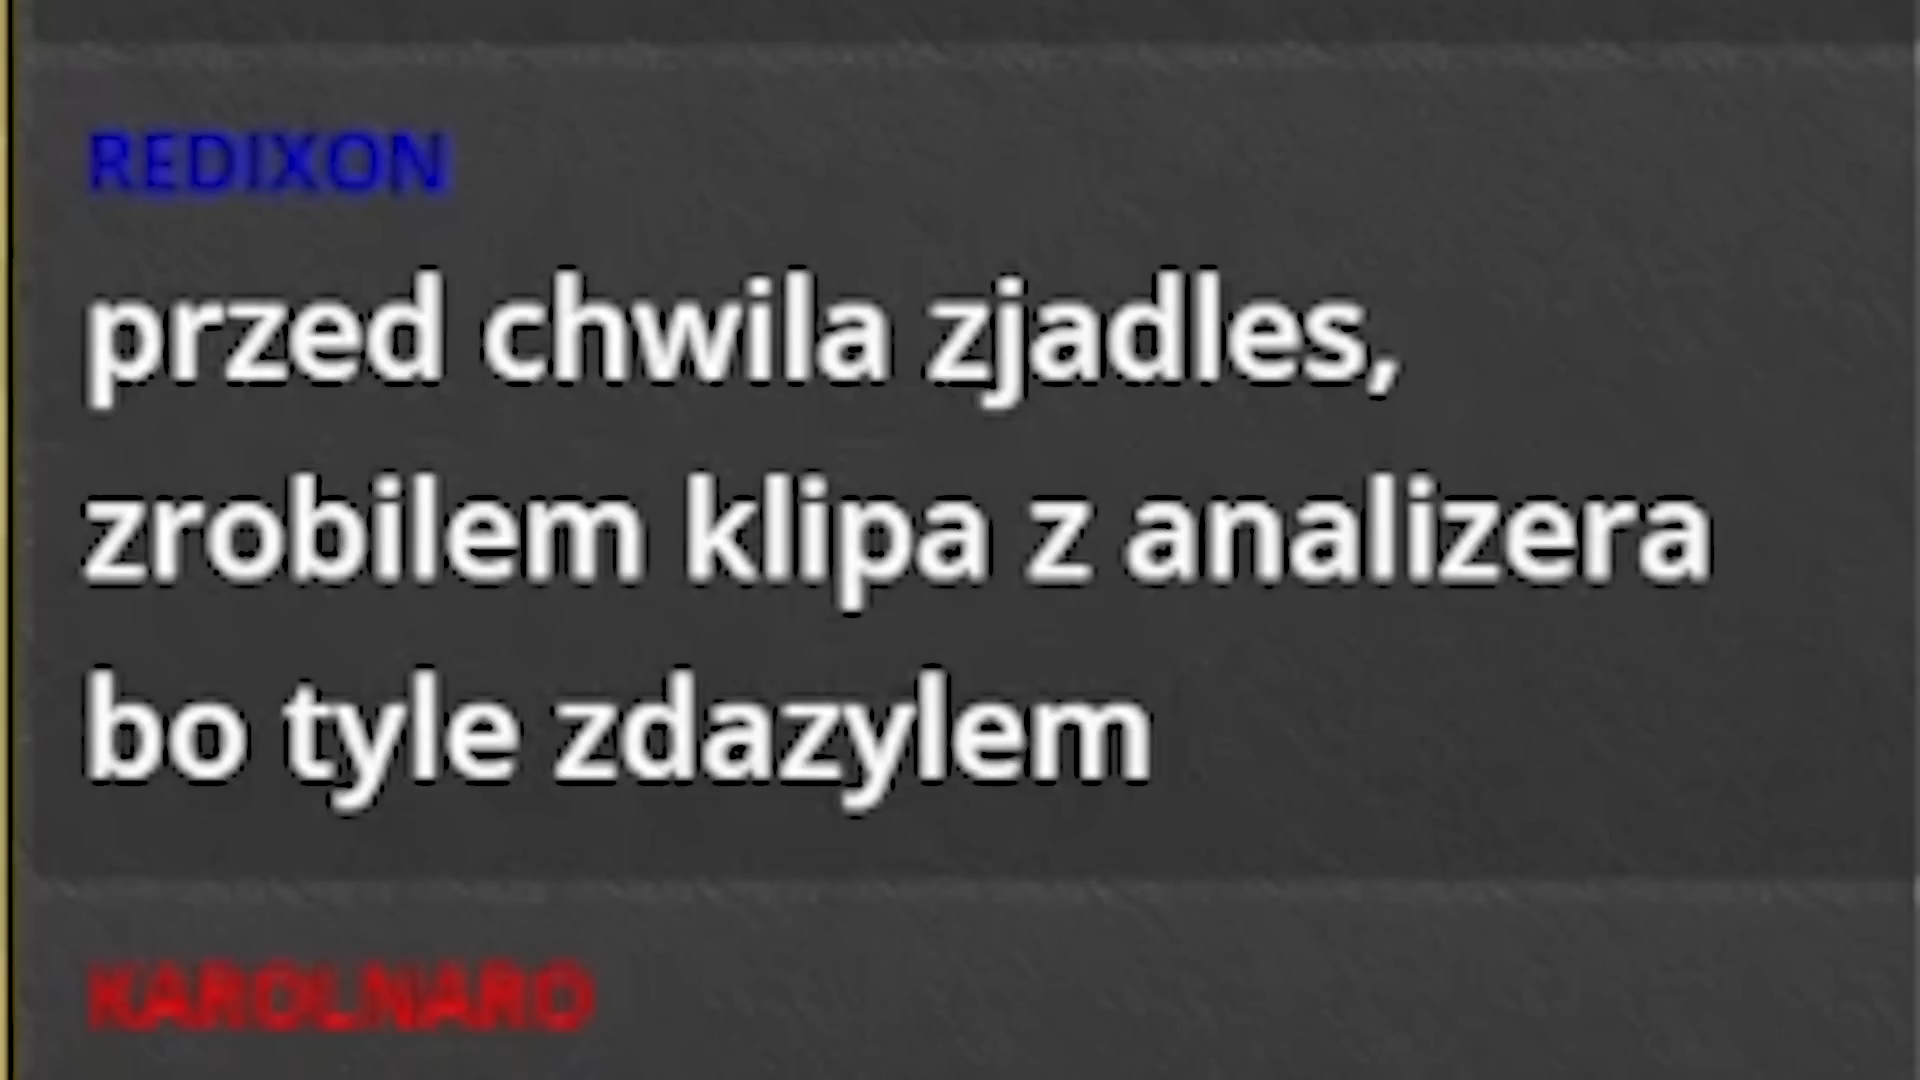 REDIXON
przed chwila zjadles,
zrobilem klipa z analizera
bo tyle zdazylem
KAROLNARO